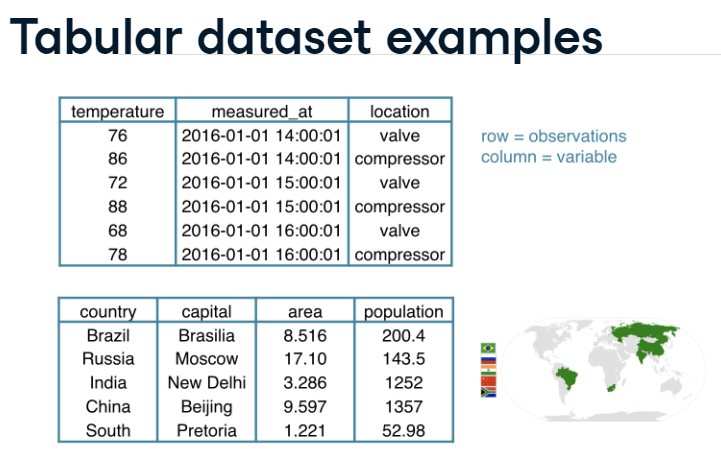 Tabular dataset examples
temperature measured_at location
76 2016-01-01 14:00:01 valve
86 2016-01-01 14:00:01 compressor
72 2016-01-01 15:00:01 valve
88 2016-01-01 15:00:01 compressor
68 2016-01-01 16:00:01 valve
78 2016-01-01 16:00:01 compressor
row = observations
column = variable
country capital area population
Brazil Brasilia 8.516 200.4
Russia Moscow 17.10 143.5
India New Delhi 3.286 1252
China Beijing 9.597 1357
South Pretoria 1.221 52.98